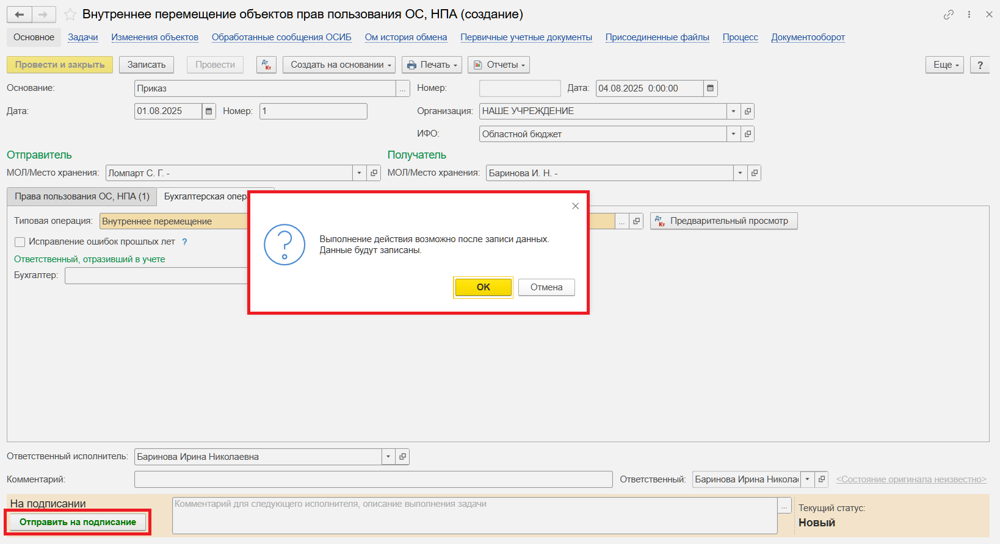 Внутреннее перемещение объектов прав пользования ОС, НПА (создание)
Основное Задачи Изменения объектов Обработанные сообщения ОСИБ Ом история обмена Первичные учетные документы Присоединенные файлы Процесс Документооборот
Провести и закрыть Записать Провести Дт Кт Создать на основании Печать Отчеты Еще ?
Основание: Приказ ... Номер: Дата: 04.08.2025 0:00:00
Дата: 01.08.2025 Номер: 1 Организация: НАШЕ УЧРЕЖДЕНИЕ
ИФО: Областной бюджет
Отправитель Получатель
МОЛ/Место хранения: Ломпарт С. Г. - МОЛ/Место хранения: Баринова И. Н. -
Права пользования ОС, НПА (1) Бухгалтерская опер
Типовая операция: Внутреннее перемещение ... Дт Кт Предварительный просмотр
Исправление ошибок прошлых лет ?
Ответственный, отразивший в учете
Бухгалтер:
Выполнение действия возможно после записи данных.
Данные будут записаны.
ОК Отмена
Ответственный исполнитель: Баринова Ирина Николаевна
Комментарий: Ответственный: Баринова Ирина Никола <Состояние оригинала неизвестно>
На подписании Комментарий для следующего исполнителя, описание выполнения задачи ... Текущий статус:
Отправить на подписание Новый